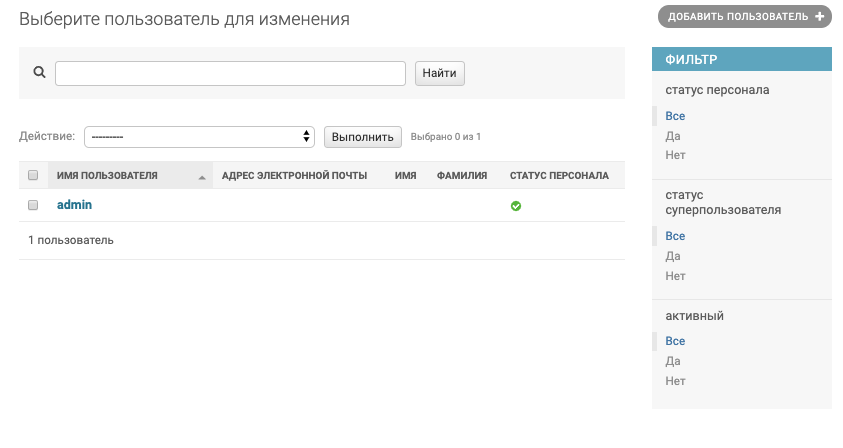 Выберите пользователь для изменения
ДОБАВИТЬ ПОЛЬЗОВАТЕЛЬ +
Найти
Действие: --------- Выполнить Выбрано 0 из 1
ИМЯ ПОЛЬЗОВАТЕЛЯ АДРЕС ЭЛЕКТРОННОЙ ПОЧТЫ ИМЯ ФАМИЛИЯ СТАТУС ПЕРСОНАЛА
admin
1 пользователь
ФИЛЬТР
статус персонала
Все
Да
Нет
статус
суперпользователя
Все
Да
Нет
активный
Все
Да
Нет